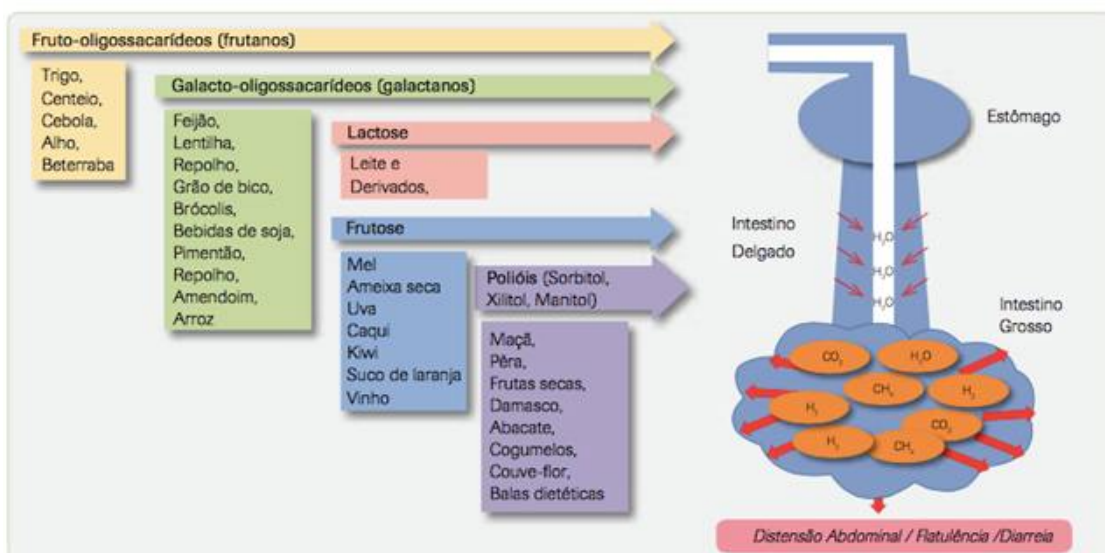 Fruto-oligossacarídeos (frutanos)
Trigo,
Centeio,
Cebola,
Alho,
Beterraba
Galacto-oligossacarídeos (galactanos)
Feijão,
Lentilha,
Repolho,
Grão de bico,
Brócolis,
Bebidas de soja,
Pimentão,
Repolho,
Amendoim,
Arroz
Lactose
Leite e
Derivados,
Frutose
Mel
Ameixa seca
Uva
Caqui
Kiwi
Suco de laranja
Vinho
Polióis (Sorbitol,
Xilitol, Manitol)
Maçã,
Pêra,
Frutas secas,
Damasco,
Abacate,
Cogumelos,
Couve-flor,
Balas dietéticas
Estômago
Intestino
Delgado
H₂O
H₂O
H₂O
Intestino
Grosso
CO₂
H₂O
CH₄
H₂
H₂
CO₂
H₂
CH₄
Distensão Abdominal / Flatulência /Diarreia